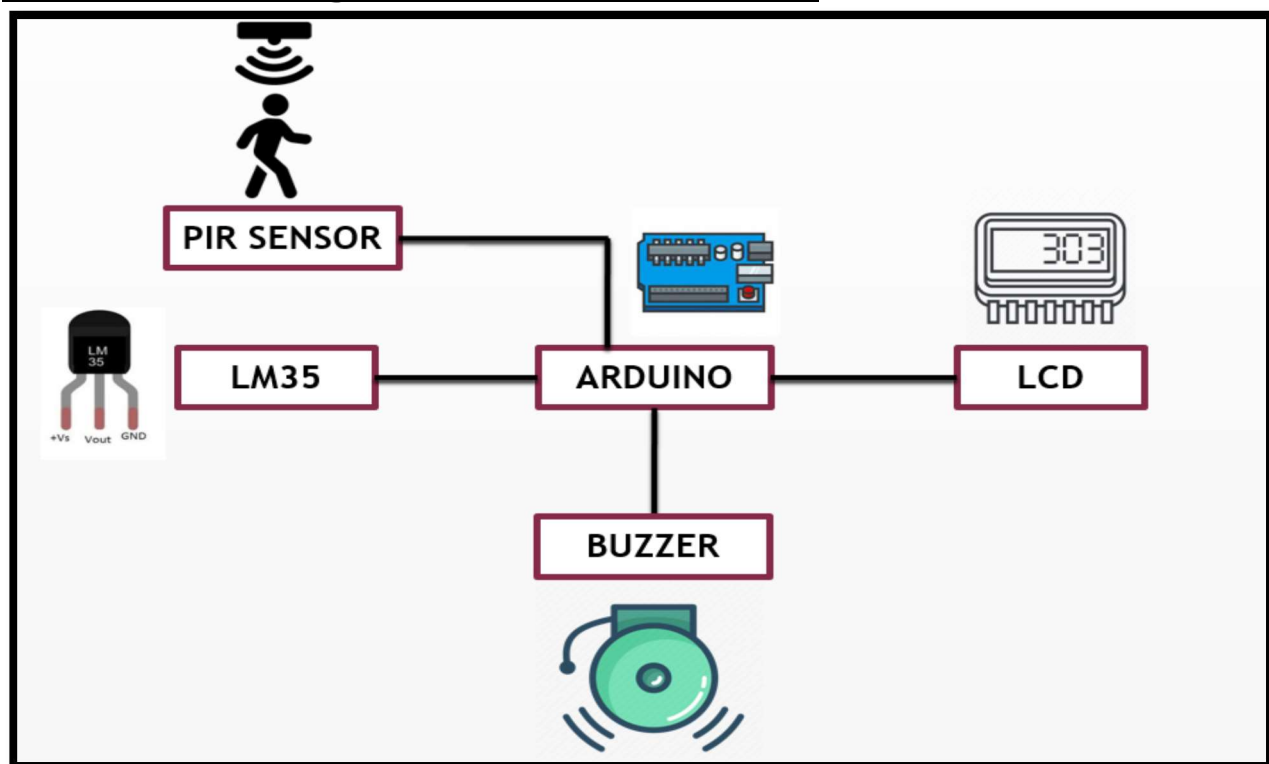 PIR SENSOR
303
LM
35
+Vs Vout GND
LM35
ARDUINO
LCD
BUZZER